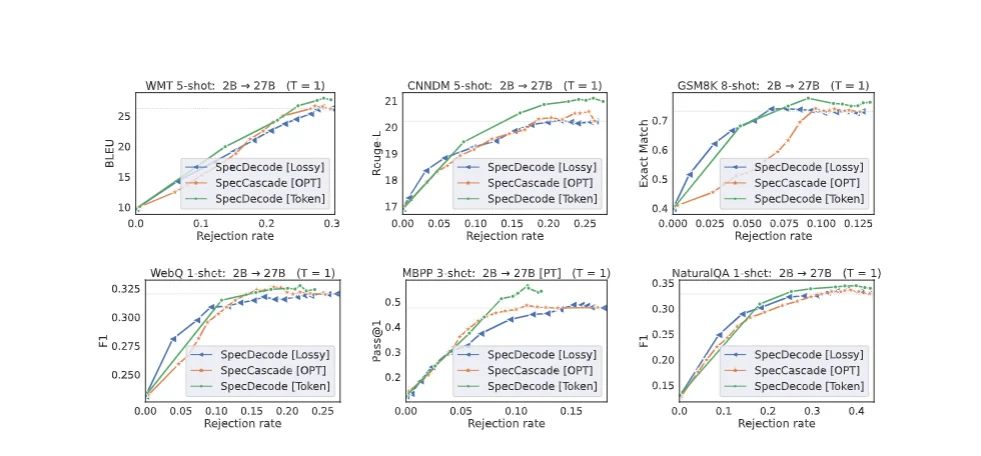 WMT 5-shot: 2B → 27B (T = 1)
BLEU
25
20
15
10
SpecDecode [Lossy]
SpecCascade [OPT]
SpecDecode [Token]
0.0 0.1 0.2 0.3
Rejection rate
CNNDM 5-shot: 2B → 27B (T = 1)
Rouge-L
21
20
19
18
17
SpecDecode [Lossy]
SpecCascade [OPT]
SpecDecode [Token]
0.00 0.05 0.10 0.15 0.20 0.25
Rejection rate
GSM8K 8-shot: 2B → 27B (T = 1)
Exact Match
0.7
0.6
0.5
0.4
SpecDecode [Lossy]
SpecCascade [OPT]
SpecDecode [Token]
0.000 0.025 0.050 0.075 0.100 0.125
Rejection rate
WebQ 1-shot: 2B → 27B (T = 1)
F1
0.325
0.300
0.275
0.250
SpecDecode [Lossy]
SpecCascade [OPT]
SpecDecode [Token]
0.00 0.05 0.10 0.15 0.20 0.25
Rejection rate
MBPP 3-shot: 2B → 27B [PT] (T = 1)
Pass@1
0.5
0.4
0.3
0.2
SpecDecode [Lossy]
SpecCascade [OPT]
SpecDecode [Token]
0.00 0.05 0.10 0.15
Rejection rate
NaturalQA 1-shot: 2B → 27B (T = 1)
F1
0.35
0.30
0.25
0.20
0.15
SpecDecode [Lossy]
SpecCascade [OPT]
SpecDecode [Token]
0.0 0.1 0.2 0.3 0.4
Rejection rate